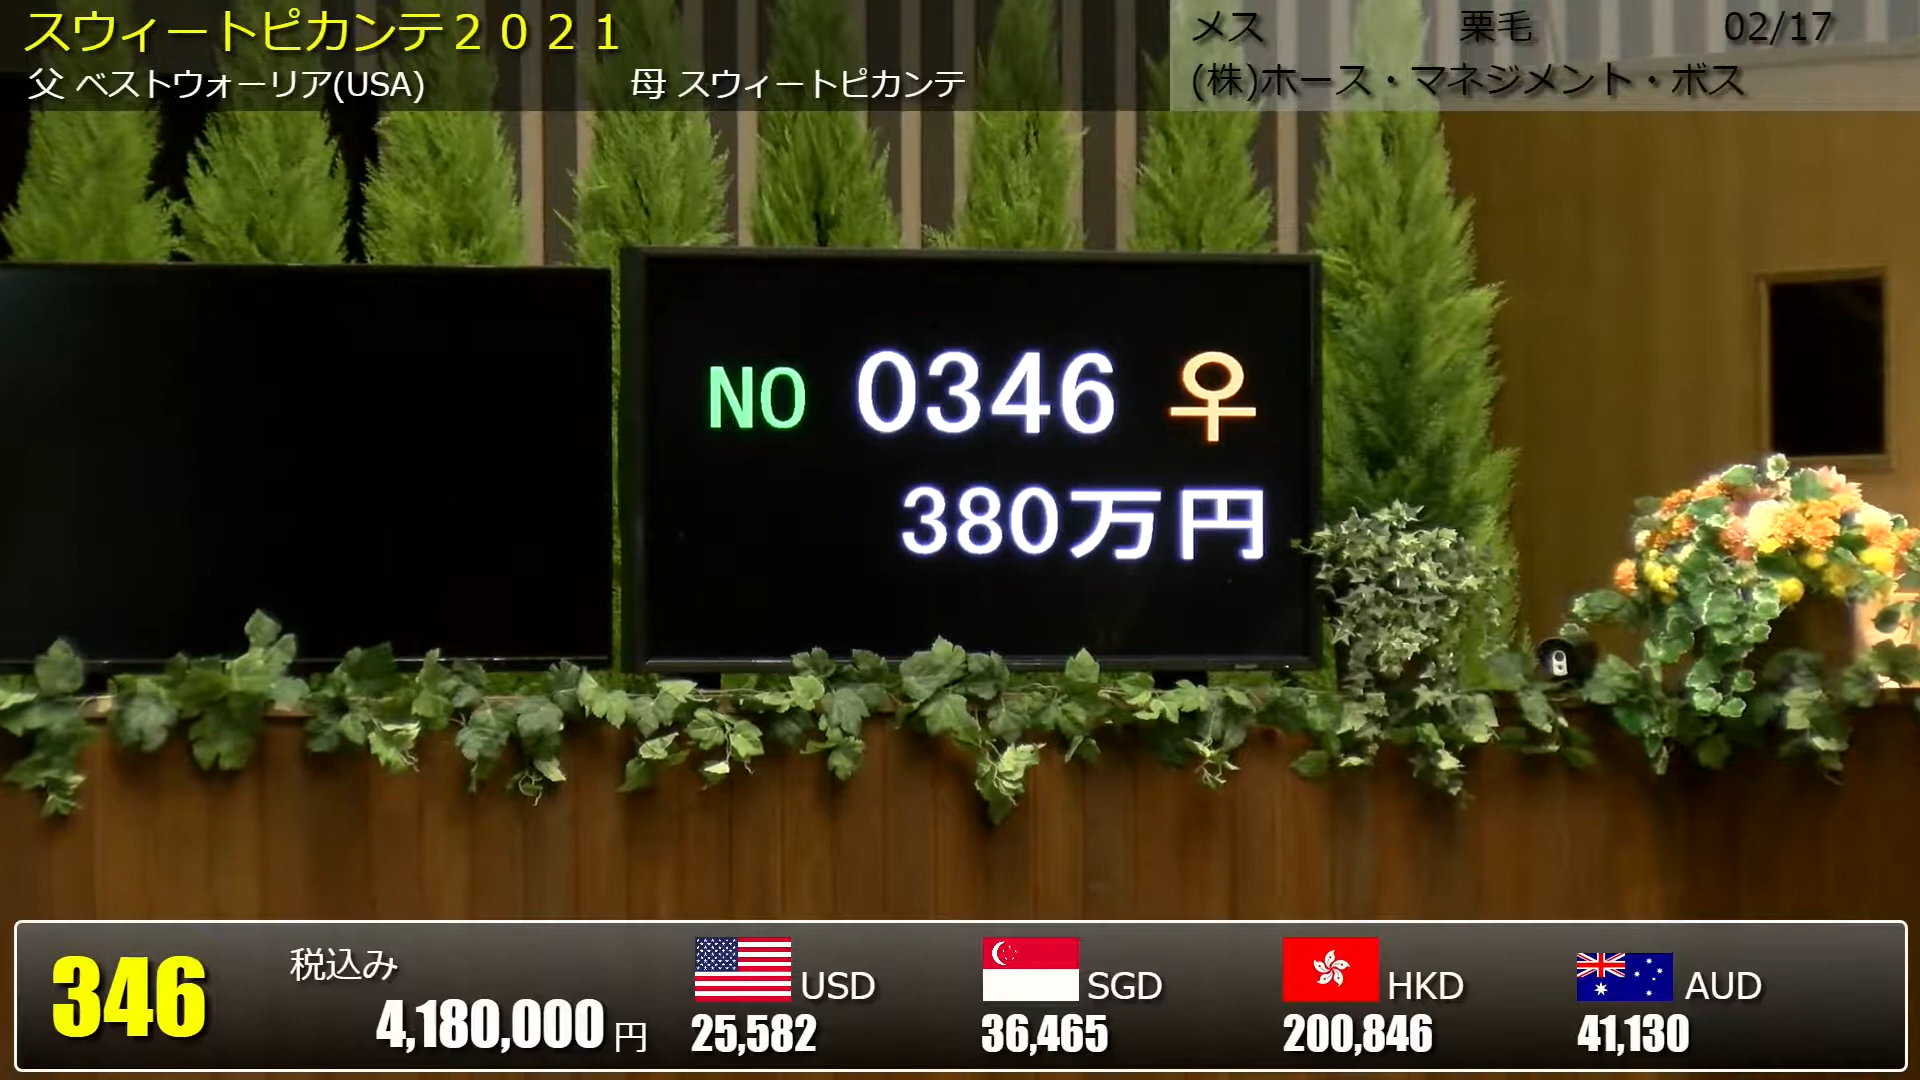 スウィートピカンテ２０２１
父 ベストウォーリア(USA) 母 スウィートピカンテ
メス 栗毛 02/17
(株)ホース・マネジメント・ボス
NO 0346 ♀
380万円
346 税込み 4,180,000 円
USD 25,582
SGD 36,465
HKD 200,846
AUD 41,130